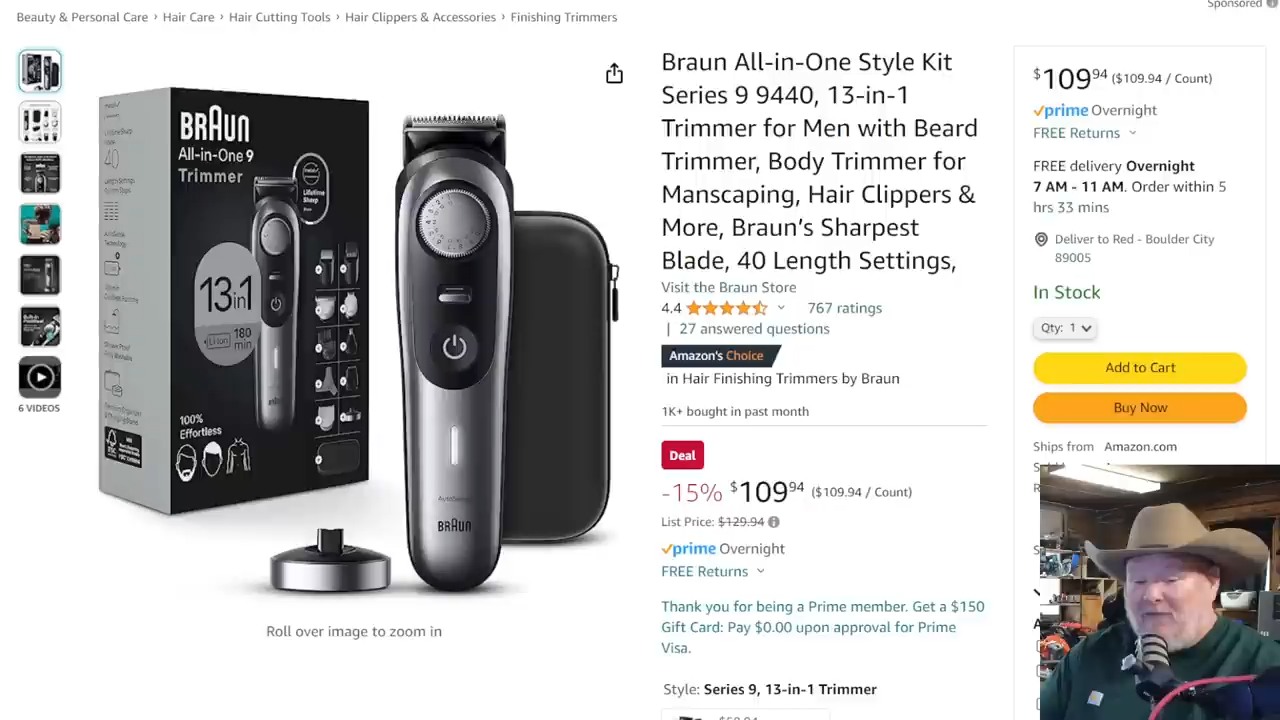 Sponsored
Beauty & Personal Care › Hair Care › Hair Cutting Tools › Hair Clippers & Accessories › Finishing Trimmers
BRAUN
All-in-One 9
Trimmer
Lifetime
Sharp
13in1
180
min
100%
Effortless
AutoSense
BRAUN
6 VIDEOS
Roll over image to zoom in
Braun All-in-One Style Kit
Series 9 9440, 13-in-1
Trimmer for Men with Beard
Trimmer, Body Trimmer for
Manscaping, Hair Clippers &
More, Braun’s Sharpest
Blade, 40 Length Settings,
Visit the Braun Store
4.4 767 ratings
| 27 answered questions
Amazon's Choice
in Hair Finishing Trimmers by Braun
1K+ bought in past month
Deal
-15% $109 94 ($109.94 / Count)
List Price: $129.94
prime Overnight
FREE Returns
Thank you for being a Prime member. Get a $150
Gift Card: Pay $0.00 upon approval for Prime
Visa.
Style: Series 9, 13-in-1 Trimmer
$109 94 ($109.94 / Count)
prime Overnight
FREE Returns
FREE delivery Overnight
7 AM - 11 AM. Order within 5
hrs 33 mins
Deliver to Red - Boulder City
89005
In Stock
Qty: 1
Add to Cart
Buy Now
Ships from Amazon.com